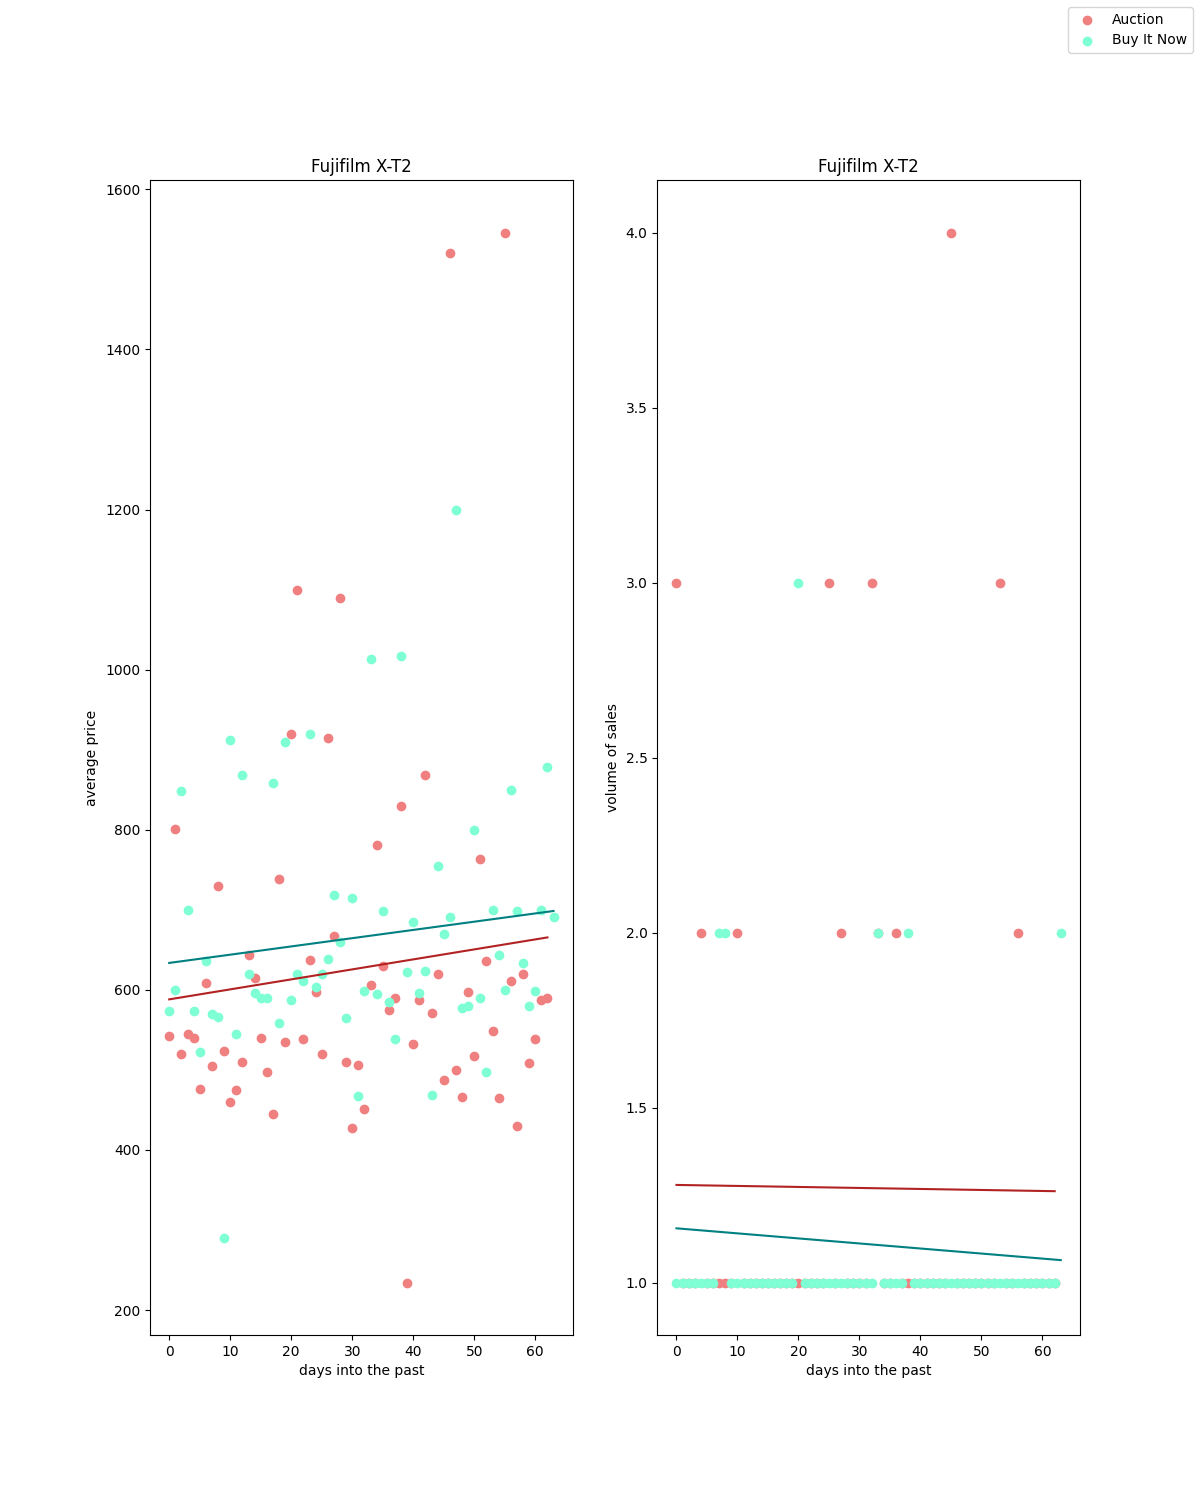 Auction
Buy It Now
Fujifilm X-T2
1600
1400
1200
1000
800
600
400
200
average price
0 10 20 30 40 50 60
days into the past
Fujifilm X-T2
4.0
3.5
3.0
2.5
2.0
1.5
1.0
volume of sales
0 10 20 30 40 50 60
days into the past